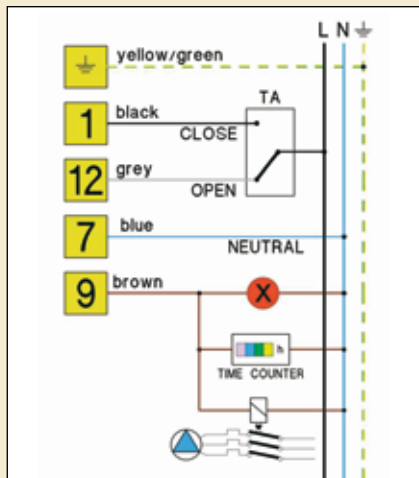 L N
yellow/green
TA
1 black
CLOSE
12 grey
OPEN
7 blue
NEUTRAL
9 brown
X
h
TIME COUNTER